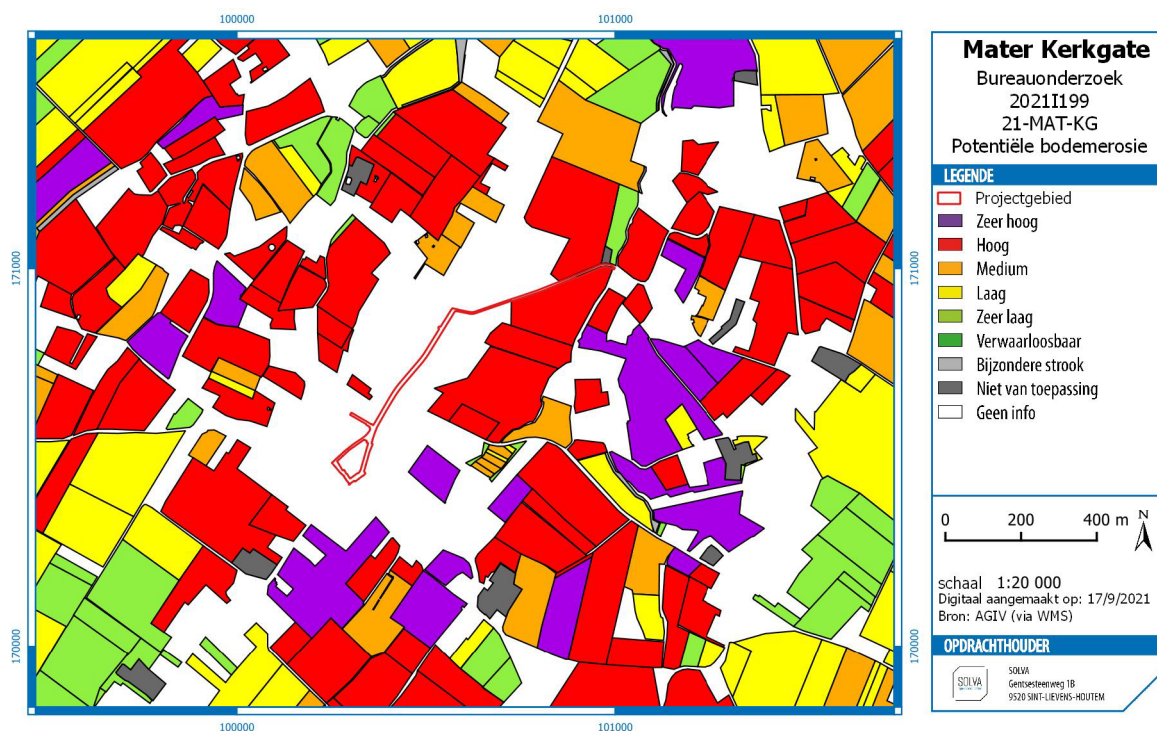 100000
101000
171000
171000
170000
170000
100000
101000
Mater Kerkgate
Bureauonderzoek
2021I199
21-MAT-KG
Potentiële bodemerosie
LEGENDE
Projectgebied
Zeer hoog
Hoog
Medium
Laag
Zeer laag
Verwaarloosbaar
Bijzondere strook
Niet van toepassing
Geen info
0 200 400 m N
schaal 1:20 000
Digitaal aangemaakt op: 17/9/2021
Bron: AGIV (via WMS)
OPDRACHTHOUDER
SOLVA
SOLVA
Gentsesteenweg 1B
9520 SINT-LIEVENS-HOUTEM